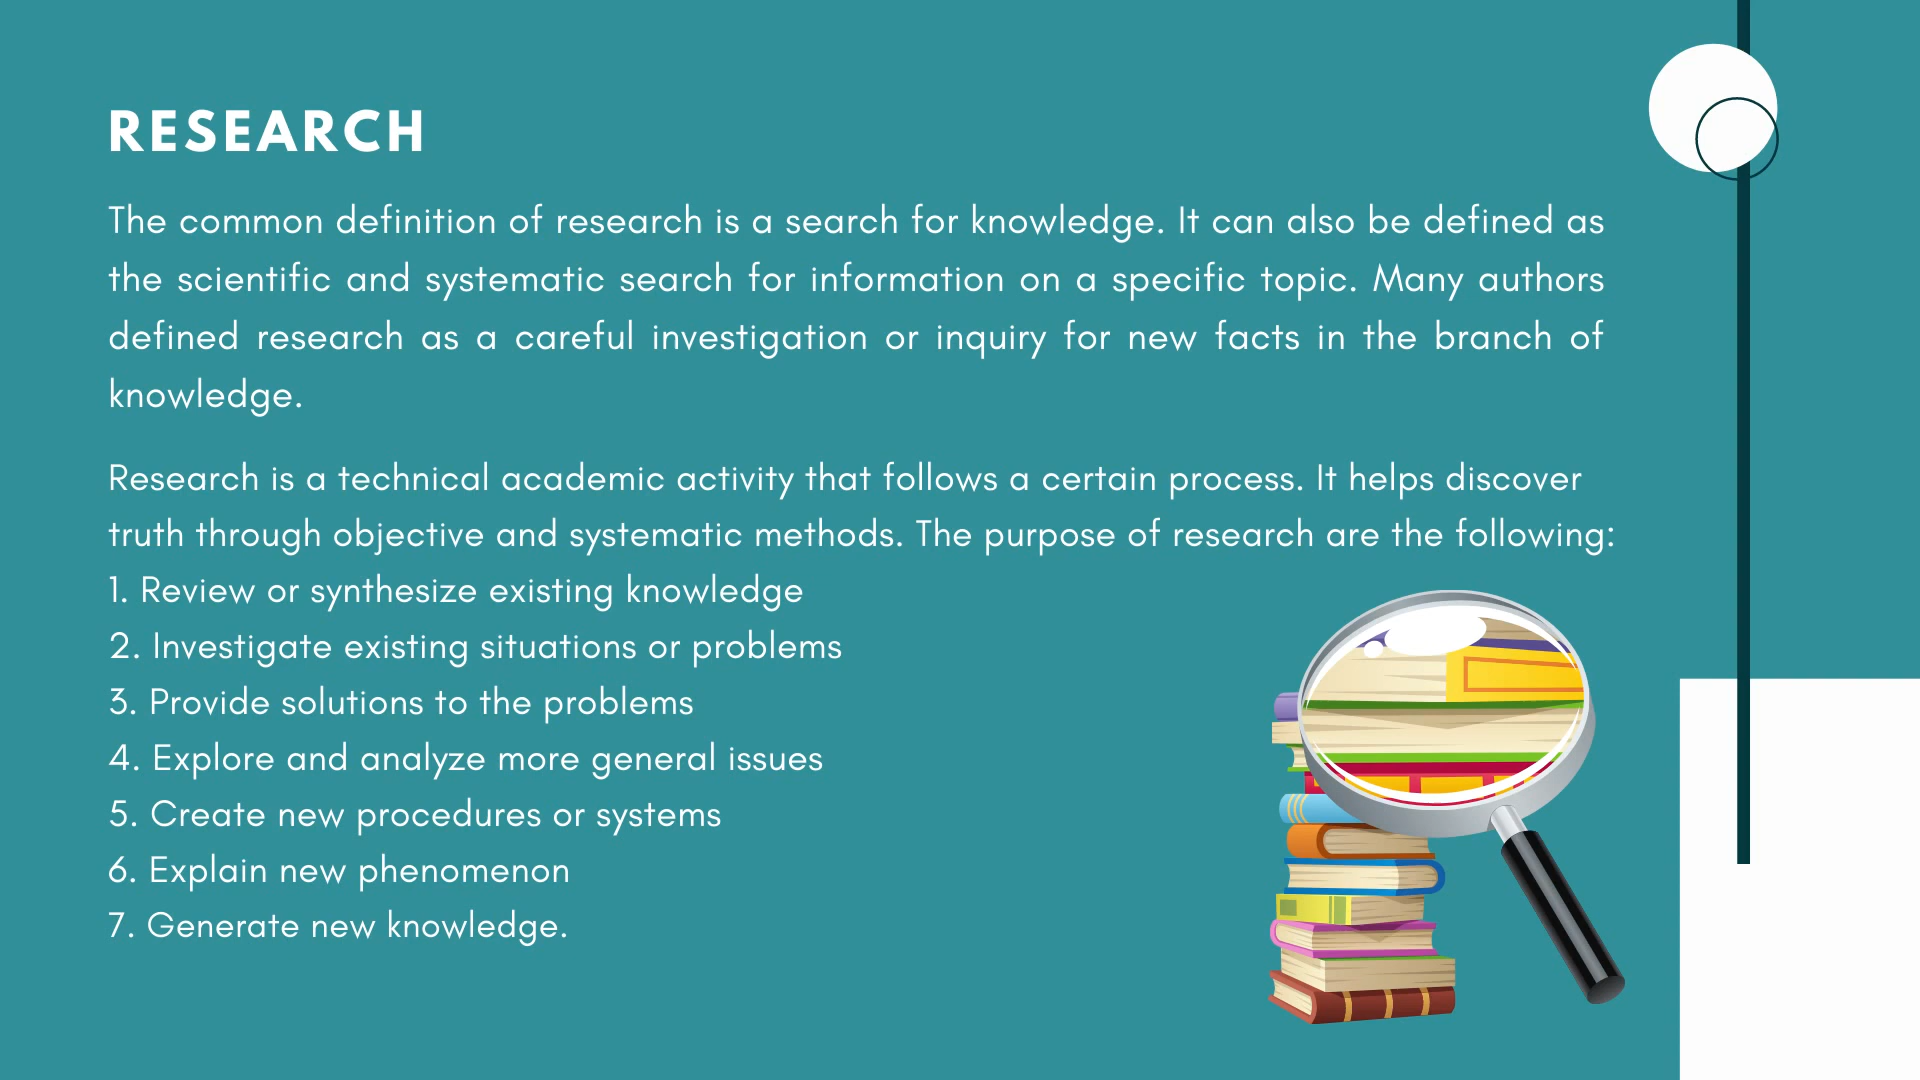 RESEARCH
The common definition of research is a search for knowledge. It can also be defined as
the scientific and systematic search for information on a specific topic. Many authors
defined research as a careful investigation or inquiry for new facts in the branch of
knowledge.
Research is a technical academic activity that follows a certain process. It helps discover
truth through objective and systematic methods. The purpose of research are the following:
1. Review or synthesize existing knowledge
2. Investigate existing situations or problems
3. Provide solutions to the problems
4. Explore and analyze more general issues
5. Create new procedures or systems
6. Explain new phenomenon
7. Generate new knowledge.